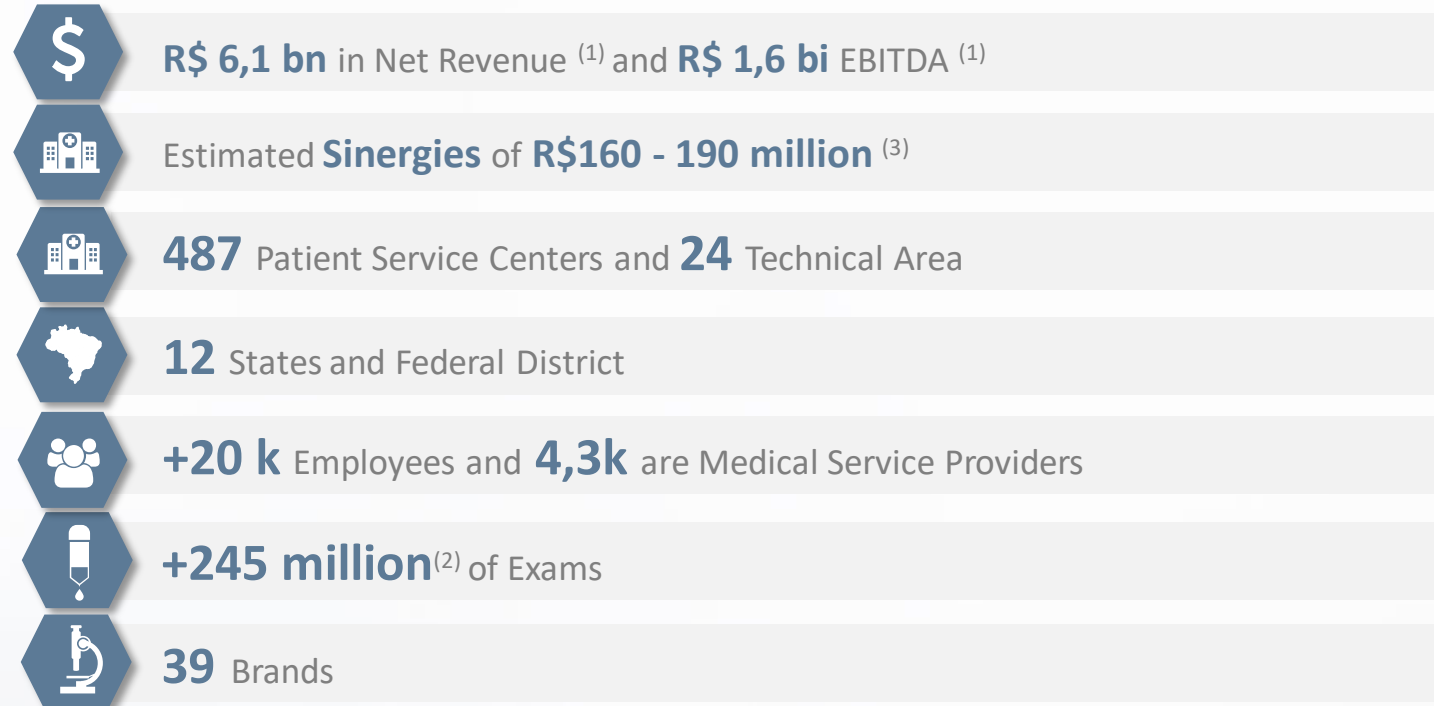 R$ 6,1 bn in Net Revenue (1) and R$ 1,6 bi EBITDA (1)
Estimated Sinergies of R$160 - 190 million (3)
487 Patient Service Centers and 24 Technical Area
12 States and Federal District
+20 k Employees and 4,3k are Medical Service Providers
+245 million(2) of Exams
39 Brands